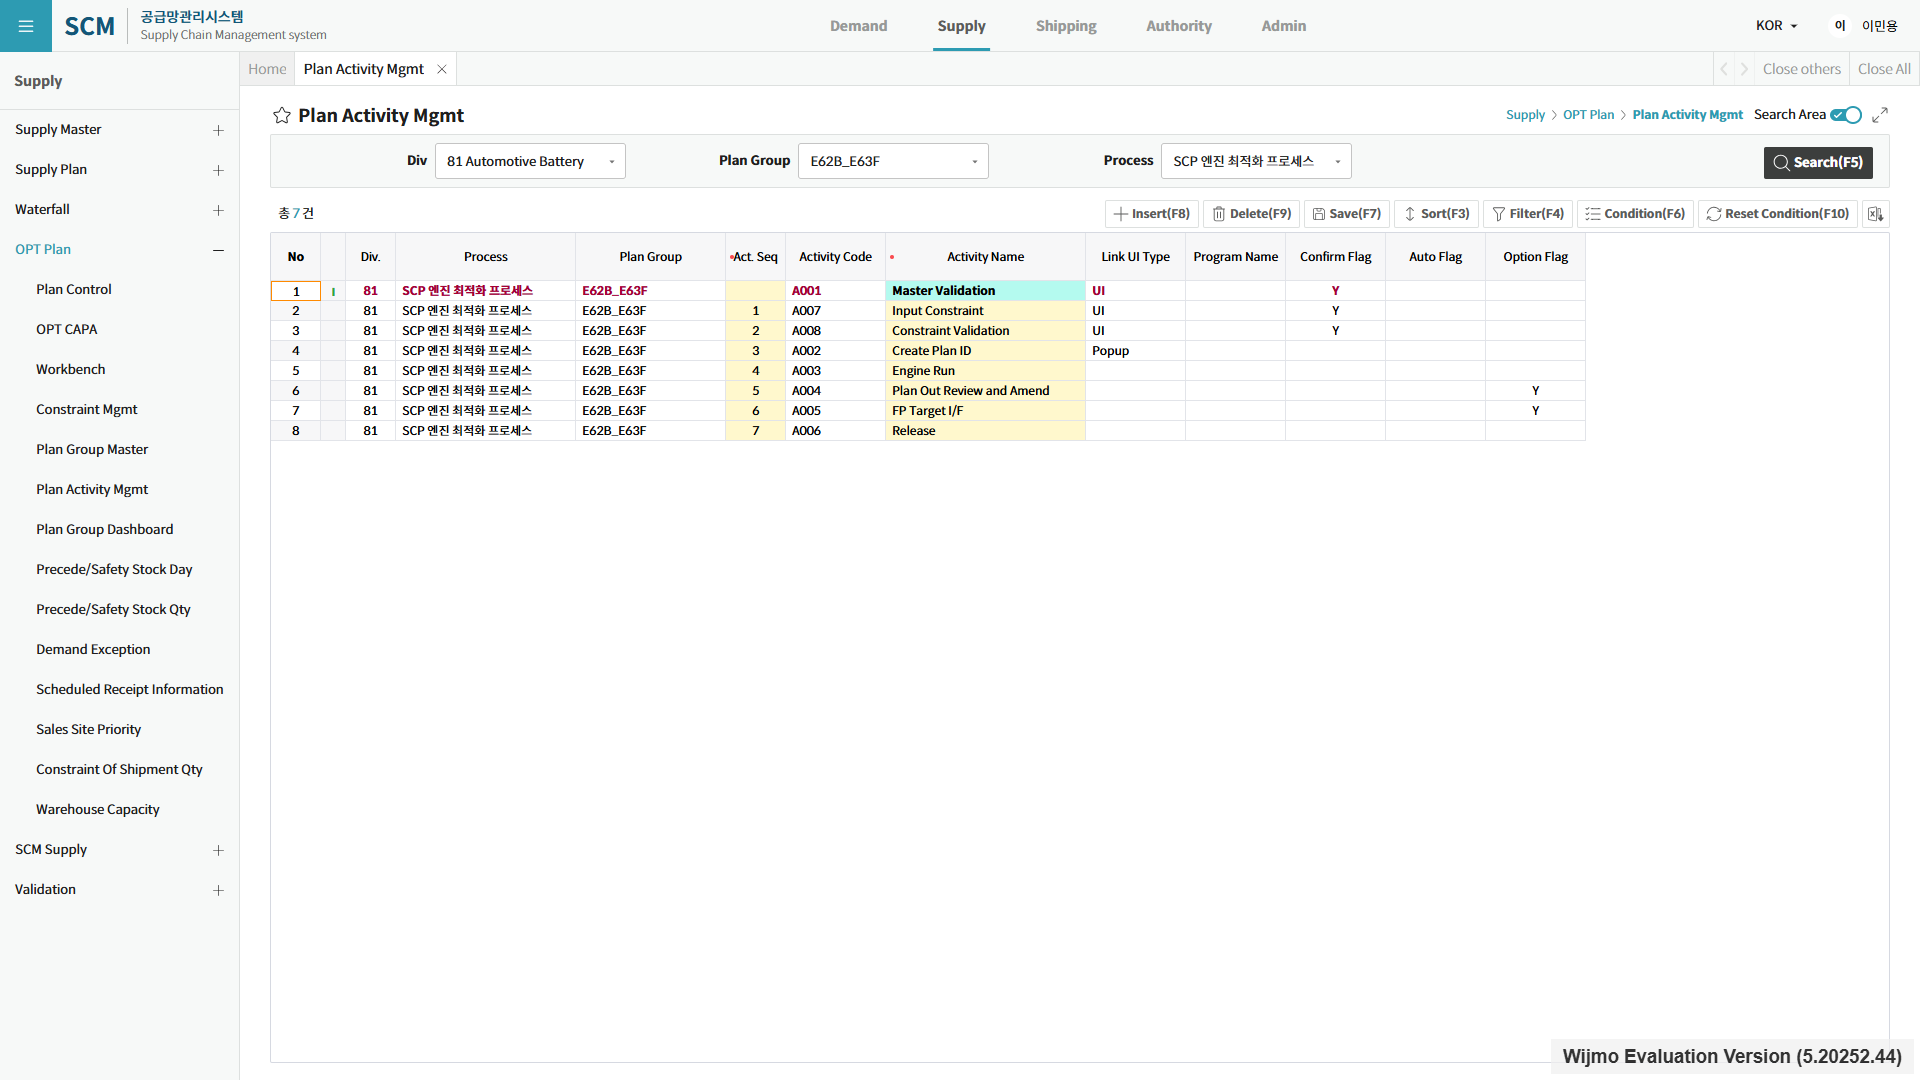 SCM
공급망관리시스템
Supply Chain Management system
Demand
Supply
Shipping
Authority
Admin
KOR
이
이민용
Supply
Home
Plan Activity Mgmt
Close others
Close All
Supply Master
Supply Plan
Waterfall
OPT Plan
Plan Control
OPT CAPA
Workbench
Constraint Mgmt
Plan Group Master
Plan Activity Mgmt
Plan Group Dashboard
Precede/Safety Stock Day
Precede/Safety Stock Qty
Demand Exception
Scheduled Receipt Information
Sales Site Priority
Constraint Of Shipment Qty
Warehouse Capacity
SCM Supply
Validation
Plan Activity Mgmt
Supply > OPT Plan > Plan Activity Mgmt
Search Area
Div 81 Automotive Battery
Plan Group E62B_E63F
Process SCP 엔진 최적화 프로세스
Search(F5)
총 7 건
Insert(F8) Delete(F9) Save(F7) Sort(F3) Filter(F4) Condition(F6) Reset Condition(F10)
No Div. Process Plan Group Act. Seq Activity Code Activity Name Link UI Type Program Name Confirm Flag Auto Flag Option Flag
1 I 81 SCP 엔진 최적화 프로세스 E62B_E63F A001 Master Validation UI Y
2 81 SCP 엔진 최적화 프로세스 E62B_E63F 1 A007 Input Constraint UI Y
3 81 SCP 엔진 최적화 프로세스 E62B_E63F 2 A008 Constraint Validation UI Y
4 81 SCP 엔진 최적화 프로세스 E62B_E63F 3 A002 Create Plan ID Popup
5 81 SCP 엔진 최적화 프로세스 E62B_E63F 4 A003 Engine Run
6 81 SCP 엔진 최적화 프로세스 E62B_E63F 5 A004 Plan Out Review and Amend Y
7 81 SCP 엔진 최적화 프로세스 E62B_E63F 6 A005 FP Target I/F Y
8 81 SCP 엔진 최적화 프로세스 E62B_E63F 7 A006 Release
Wijmo Evaluation Version (5.20252.44)